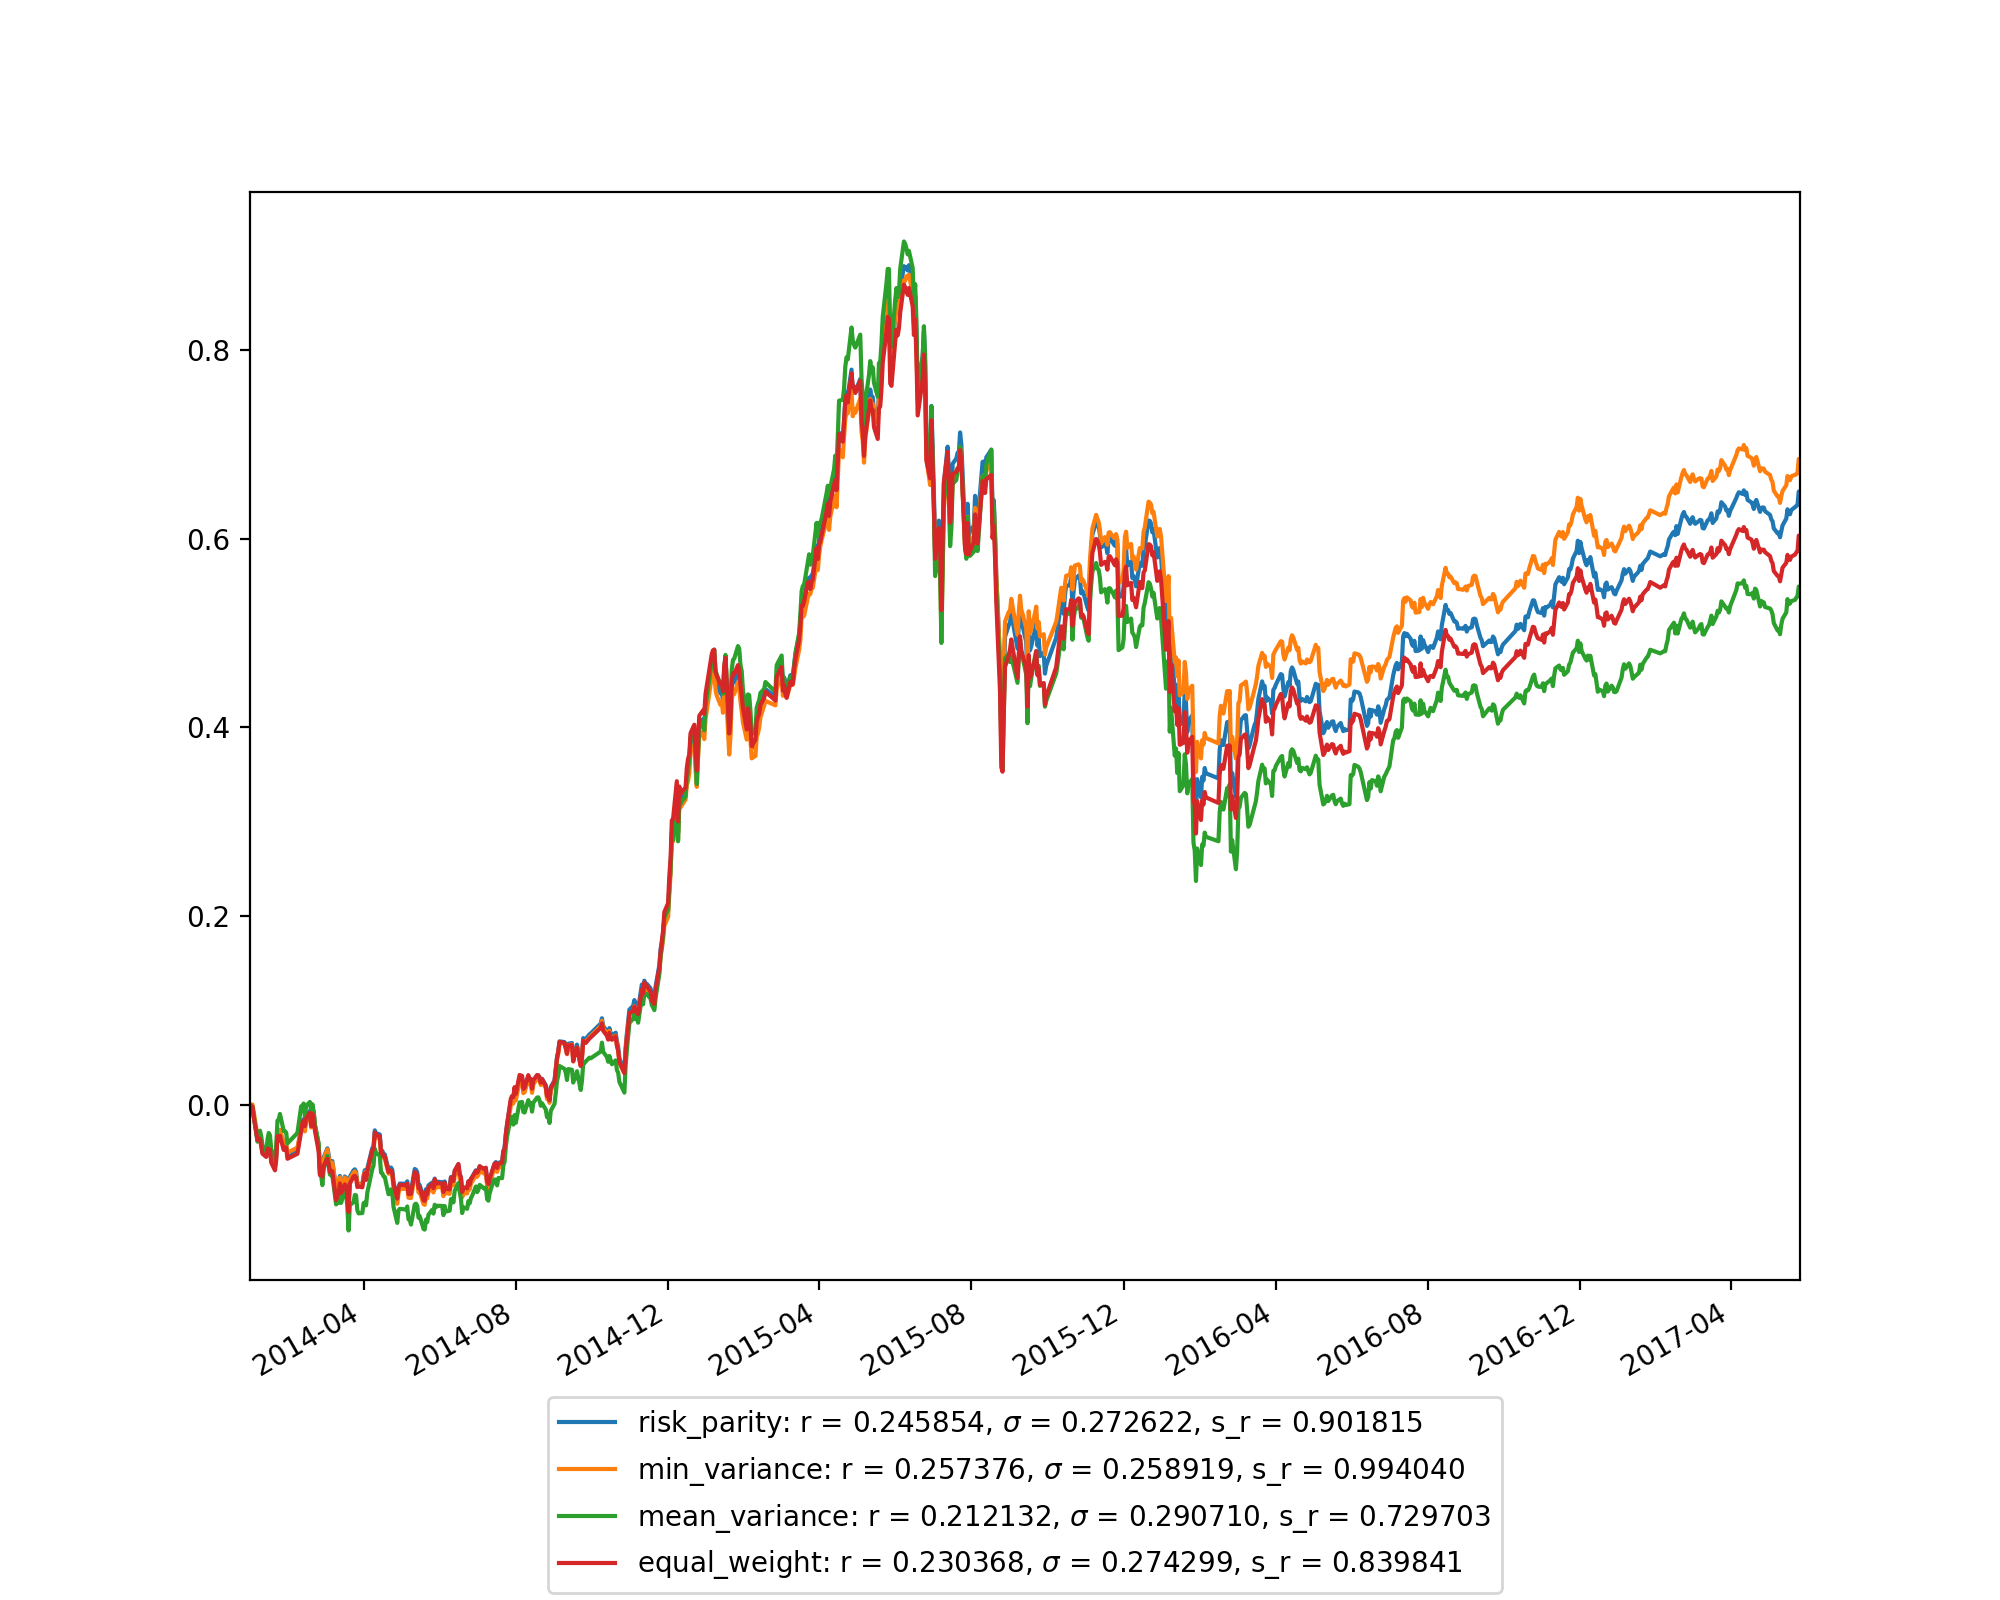 0.8
0.6
0.4
0.2
0.0
2014-04 2014-08 2014-12 2015-04 2015-08 2015-12 2016-04 2016-08 2016-12 2017-04
risk_parity: r = 0.245854, σ = 0.272622, s_r = 0.901815
min_variance: r = 0.257376, σ = 0.258919, s_r = 0.994040
mean_variance: r = 0.212132, σ = 0.290710, s_r = 0.729703
equal_weight: r = 0.230368, σ = 0.274299, s_r = 0.839841